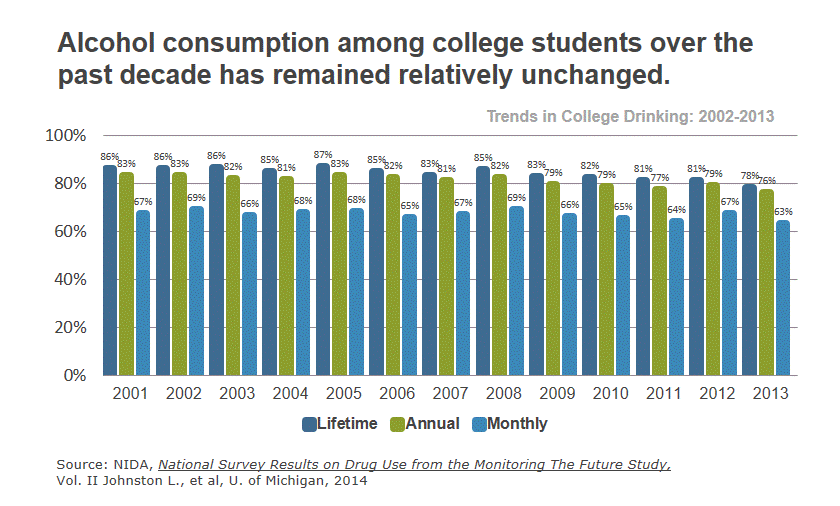 Alcohol consumption among college students over the
past decade has remained relatively unchanged.
Trends in College Drinking: 2002-2013
100%
80%
60%
40%
20%
0%
86% 83% 67% 86% 83% 69% 86% 82% 66% 85% 81% 68% 87% 83% 68% 85% 82% 65% 83% 81% 67% 85% 82% 69% 83% 79% 66% 82% 79% 65% 81% 77% 64% 81% 79% 67% 78% 76% 63%
2001 2002 2003 2004 2005 2006 2007 2008 2009 2010 2011 2012 2013
Lifetime Annual Monthly
Source: NIDA, National Survey Results on Drug Use from the Monitoring The Future Study,
Vol. II Johnston L., et al, U. of Michigan, 2014